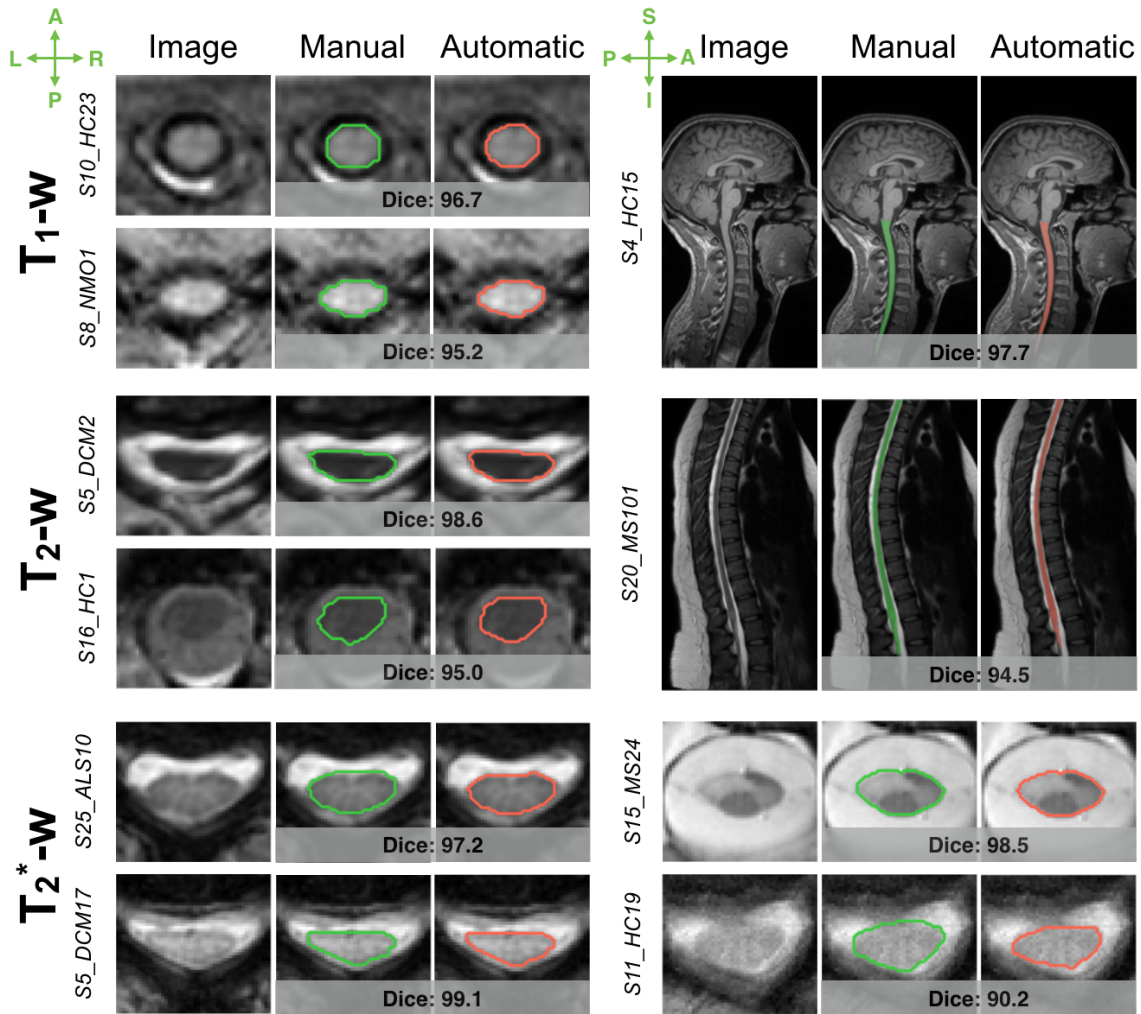 A
L R
P
Image Manual Automatic
S
P A
I
Image Manual Automatic
T1-w
S10_HC23
Dice: 96.7
S8_NMO1
Dice: 95.2
S4_HC15
Dice: 97.7
T2-w
S5_DCM2
Dice: 98.6
S16_HC1
Dice: 95.0
S20_MS101
Dice: 94.5
T2*-w
S25_ALS10
Dice: 97.2
S5_DCM17
Dice: 99.1
S15_MS24
Dice: 98.5
S11_HC19
Dice: 90.2